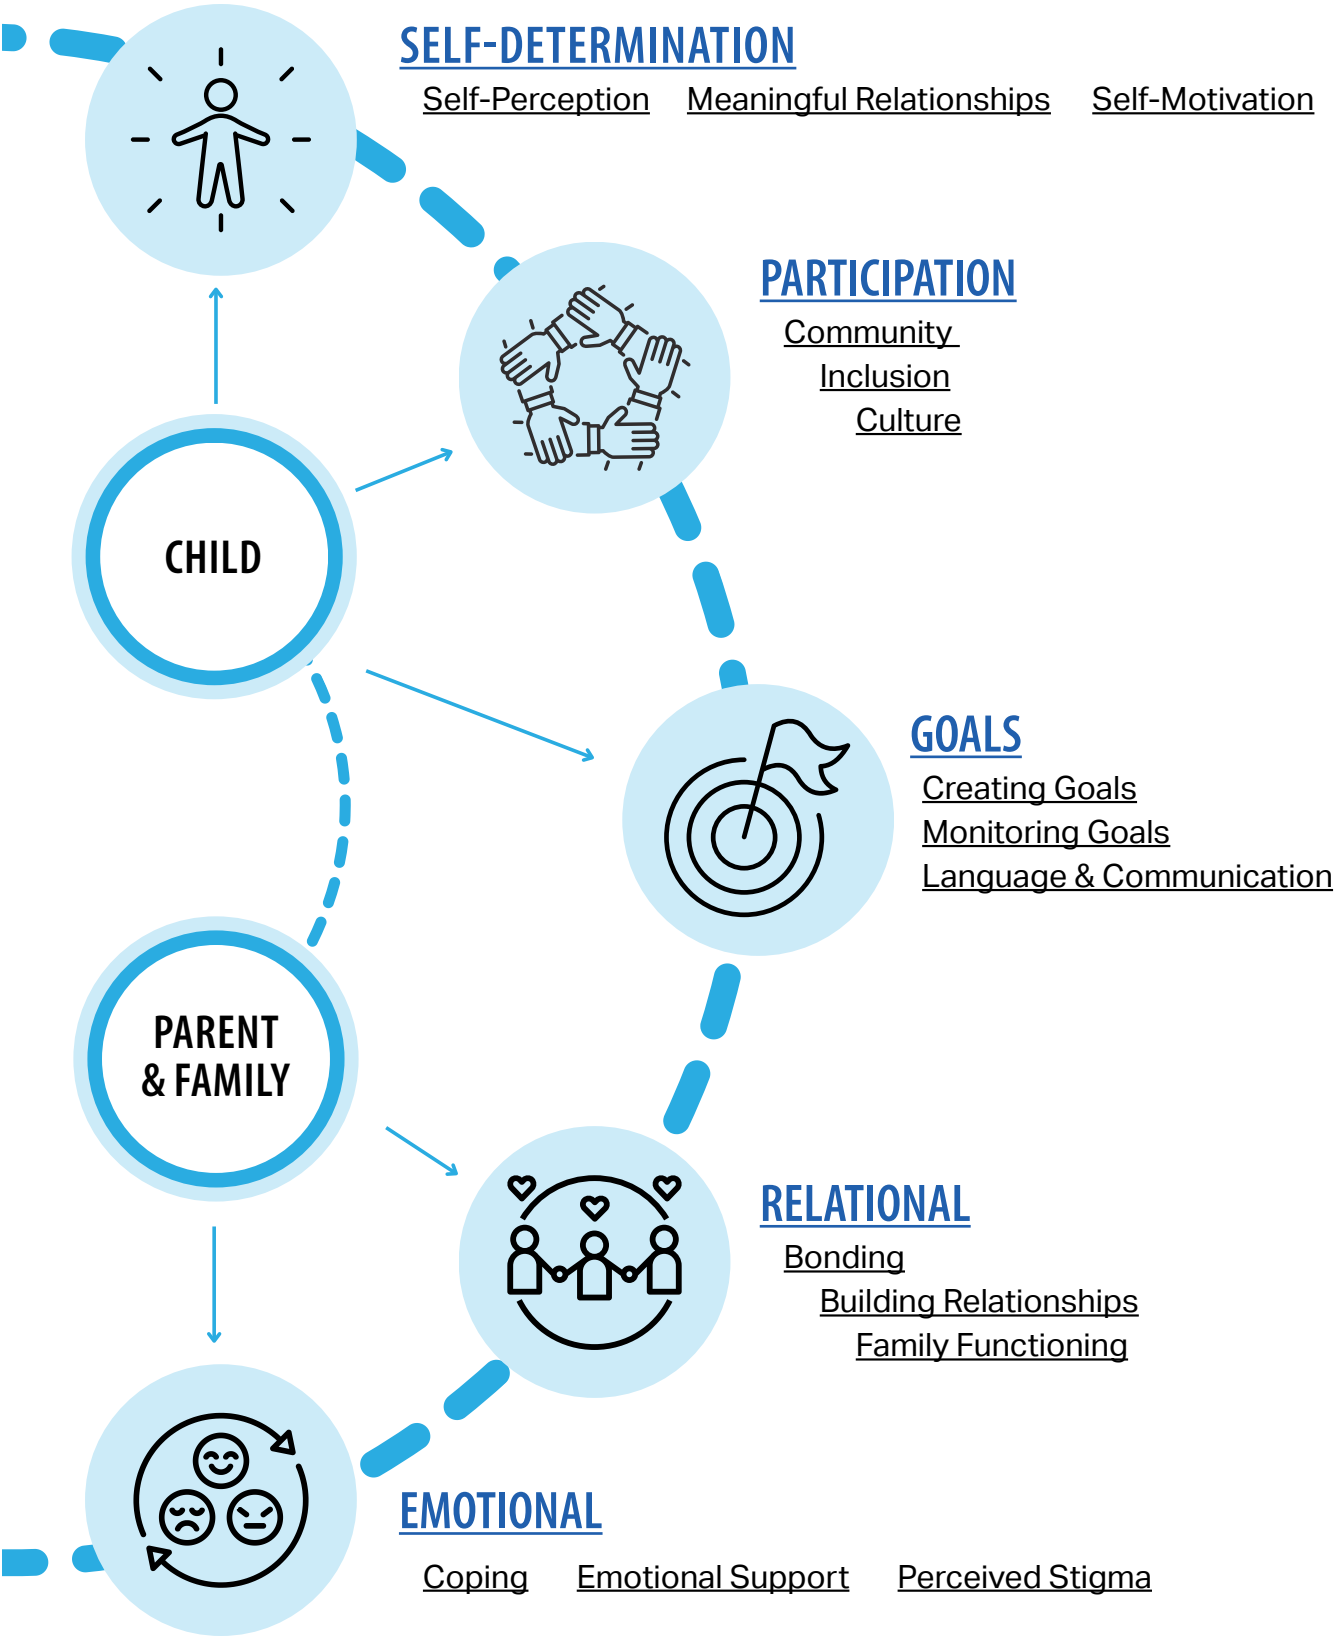 SELF-DETERMINATION
Self-Perception Meaningful Relationships Self-Motivation
PARTICIPATION
Community
Inclusion
Culture
CHILD
GOALS
Creating Goals
Monitoring Goals
Language & Communication
PARENT
& FAMILY
RELATIONAL
Bonding
Building Relationships
Family Functioning
EMOTIONAL
Coping Emotional Support Perceived Stigma